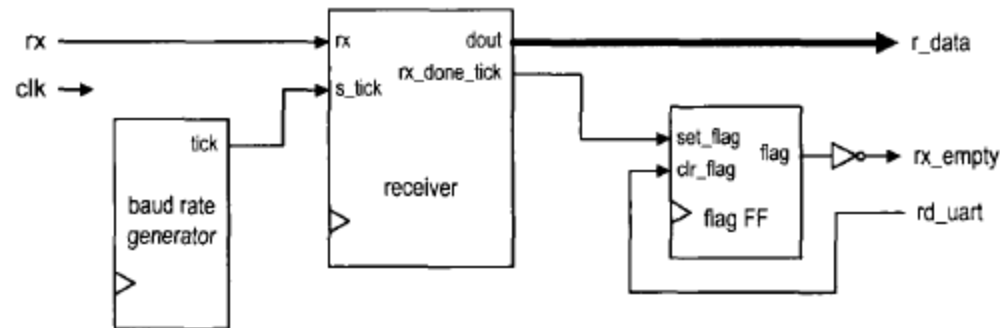 rx
clk
rx
s_tick
dout
rx_done_tick
receiver
tick
baud rate
generator
set_flag
clr_flag
flag
flag FF
r_data
rx_empty
rd_uart